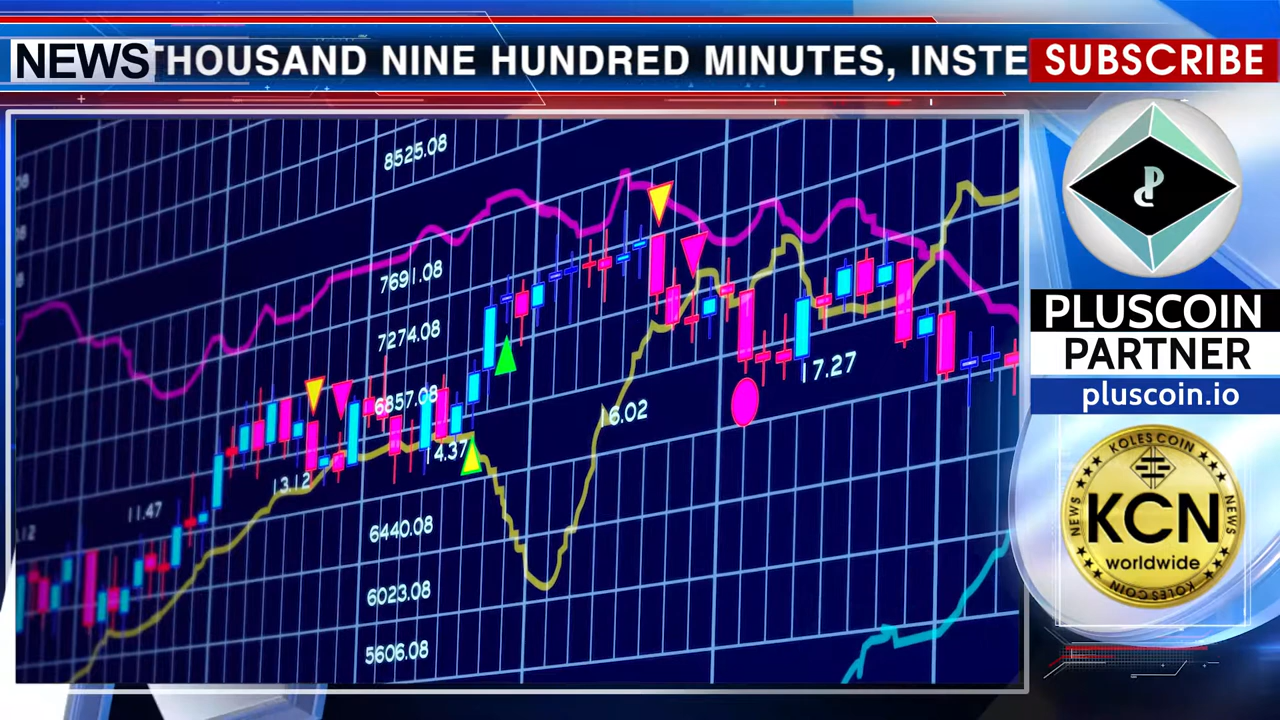 NEWS
THOUSAND NINE HUNDRED MINUTES, INSTE
SUBSCRIBE
8525.08
7691.08
7274.08
6857.08
17.27
16.02
14.37
13.12
11.47
.12
6440.08
6023.08
5606.08
PLUSCOIN
PARTNER
pluscoin.io
KOLES COIN
NEWS
KCN
NEWS
worldwide
KOLES COIN